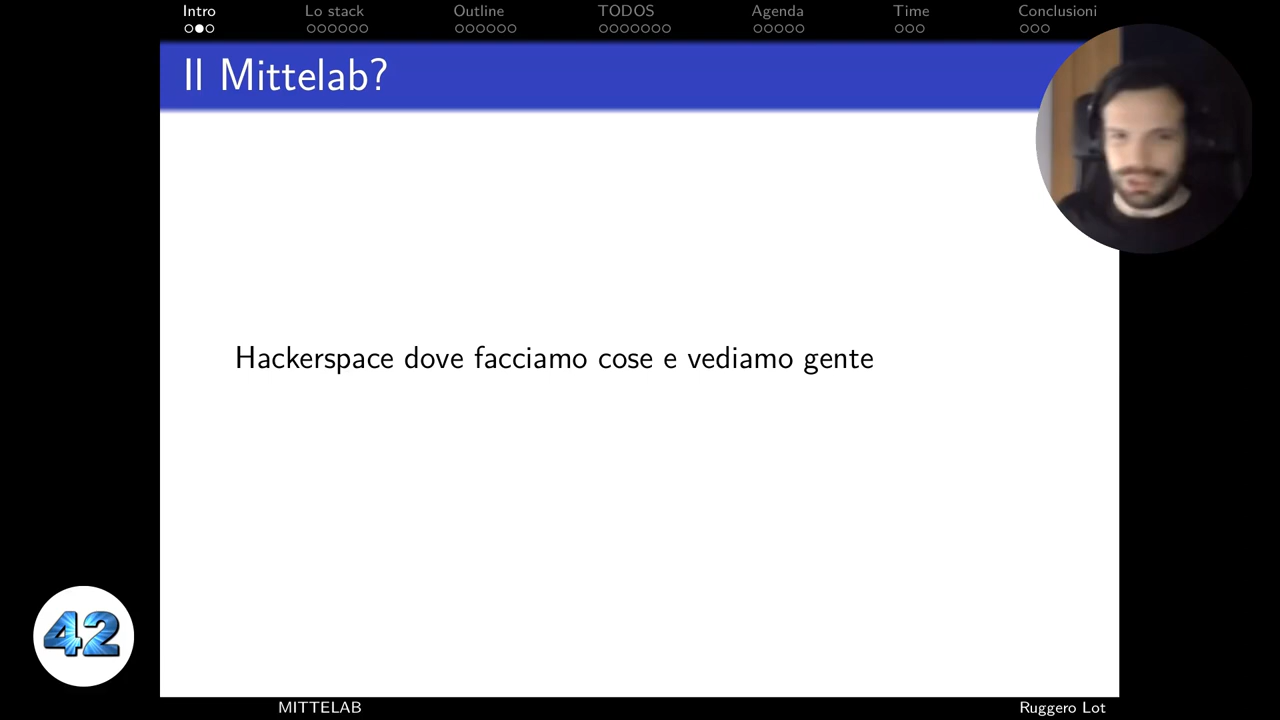 Intro Lo stack Outline TODOS Agenda Time Conclusioni
Il Mittelab?
Hackerspace dove facciamo cose e vediamo gente
42
MITTELAB Ruggero Lot